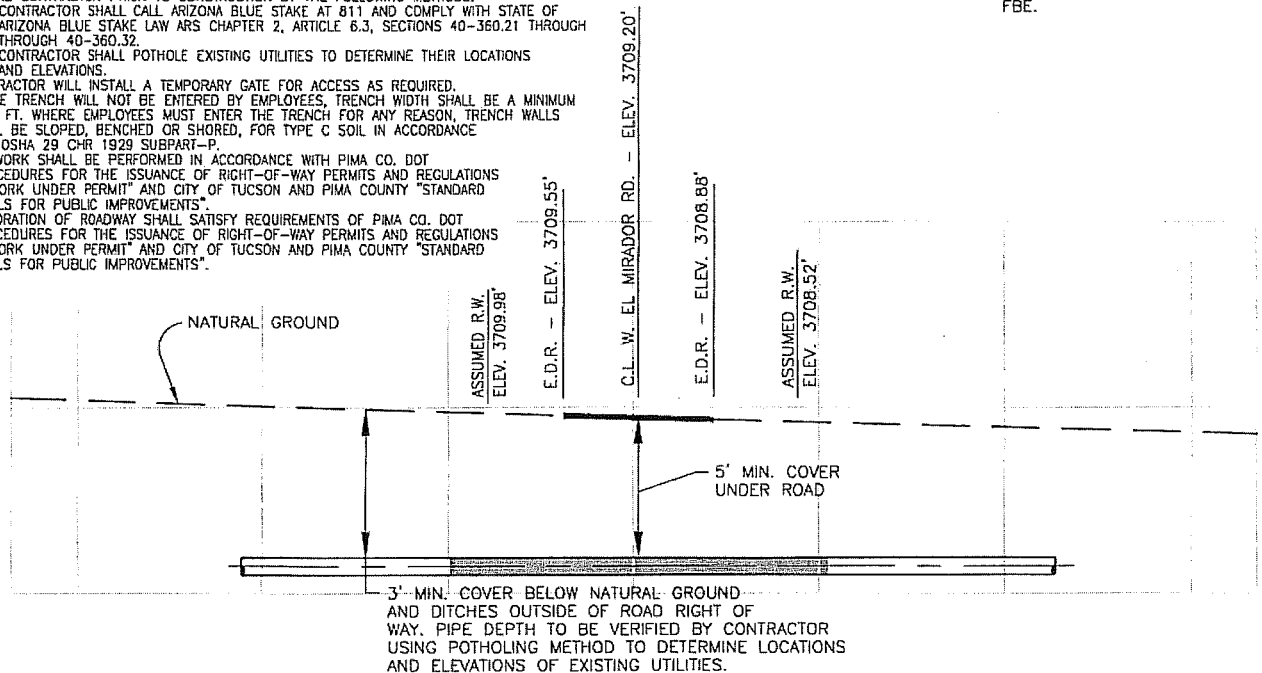 CONTRACTOR SHALL CALL ARIZONA BLUE STAKE AT 811 AND COMPLY WITH STATE OF
ARIZONA BLUE STAKE LAW ARS CHAPTER 2, ARTICLE 6.3, SECTIONS 40-360.21 THROUGH
THROUGH 40-360.32.
CONTRACTOR SHALL POTHOLE EXISTING UTILITIES TO DETERMINE THEIR LOCATIONS
AND ELEVATIONS.
RACTOR WILL INSTALL A TEMPORARY GATE FOR ACCESS AS REQUIRED.
E TRENCH WILL NOT BE ENTERED BY EMPLOYEES, TRENCH WIDTH SHALL BE A MINIMUM
FT. WHERE EMPLOYEES MUST ENTER THE TRENCH FOR ANY REASON, TRENCH WALLS
BE SLOPED, BENCHED OR SHORED, FOR TYPE C SOIL IN ACCORDANCE
OSHA 29 CHR 1929 SUBPART-P.
WORK SHALL BE PERFORMED IN ACCORDANCE WITH PIMA CO. DOT
CEDURES FOR THE ISSUANCE OF RIGHT-OF-WAY PERMITS AND REGULATIONS
ORK UNDER PERMIT" AND CITY OF TUCSON AND PIMA COUNTY "STANDARD
LS FOR PUBLIC IMPROVEMENTS".
ORATION OF ROADWAY SHALL SATISFY REQUIREMENTS OF PIMA CO. DOT
CEDURES FOR THE ISSUANCE OF RIGHT-OF-WAY PERMITS AND REGULATIONS
ORK UNDER PERMIT" AND CITY OF TUCSON AND PIMA COUNTY "STANDARD
LS FOR PUBLIC IMPROVEMENTS".
FBE.
NATURAL GROUND
ASSUMED R.W.
ELEV. 3709.98'
E.D.R. - ELEV. 3709.55'
C.L. W. EL MIRADOR RD. - ELEV. 3709.20'
E.D.R. - ELEV. 3708.88'
ASSUMED R.W.
ELEV. 3708.52'
5' MIN. COVER
UNDER ROAD
3' MIN. COVER BELOW NATURAL GROUND
AND DITCHES OUTSIDE OF ROAD RIGHT OF
WAY. PIPE DEPTH TO BE VERIFIED BY CONTRACTOR
USING POTHOLING METHOD TO DETERMINE LOCATIONS
AND ELEVATIONS OF EXISTING UTILITIES.